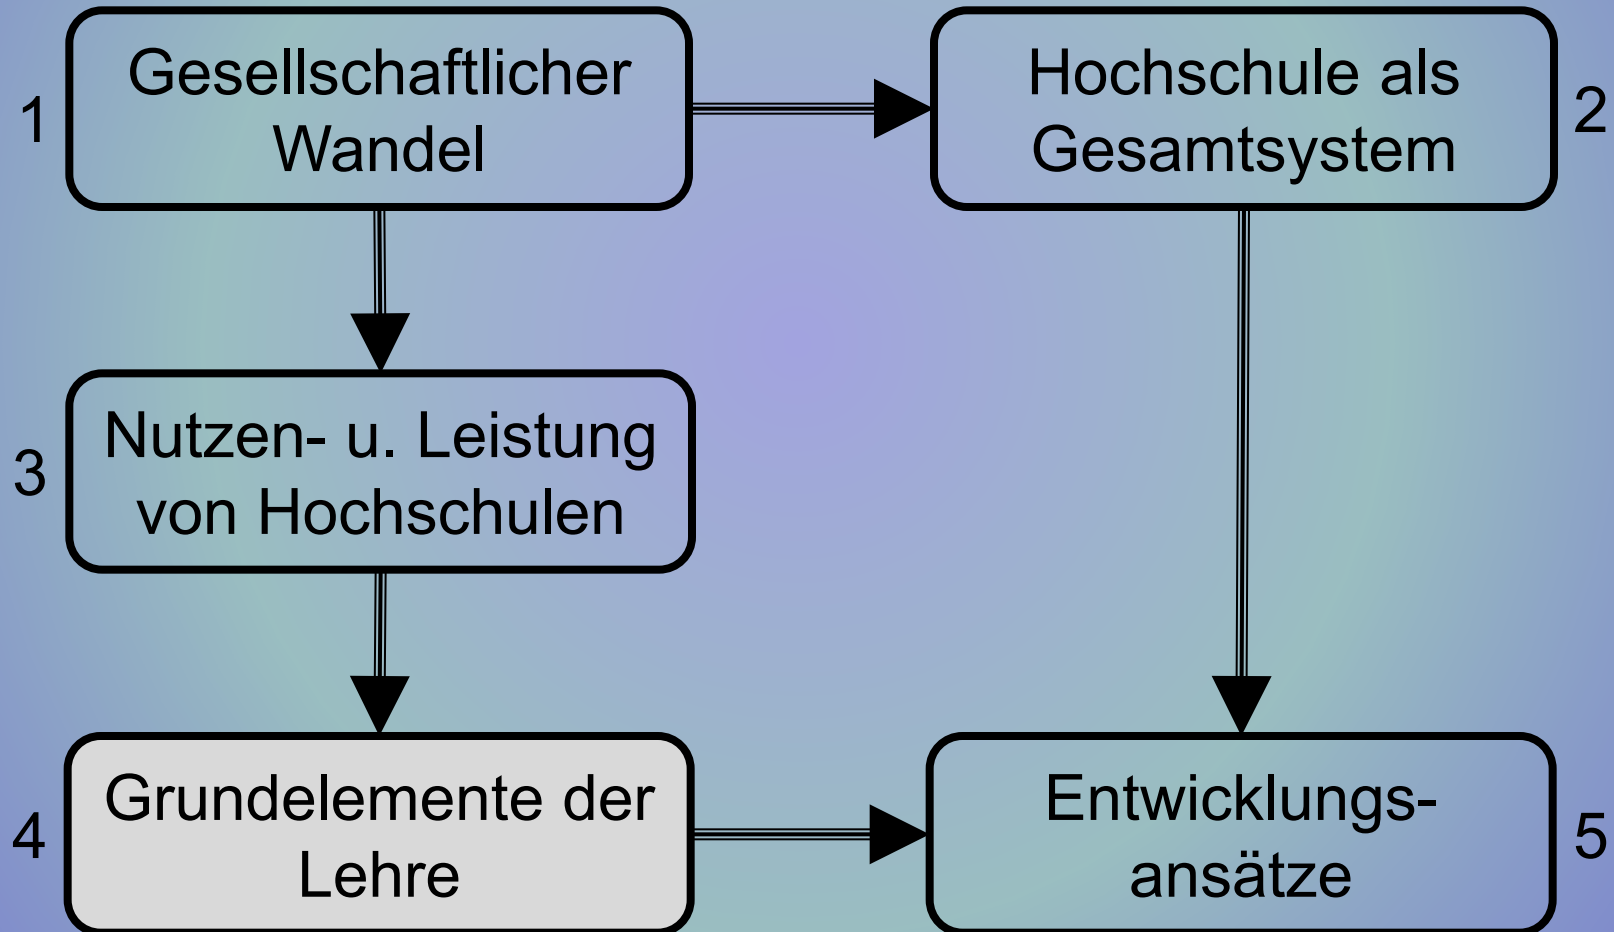 1
Gesellschaftlicher
Wandel
Hochschule als
Gesamtsystem
2
3
Nutzen- u. Leistung
von Hochschulen
4
Grundelemente der
Lehre
Entwicklungs-
ansätze
5